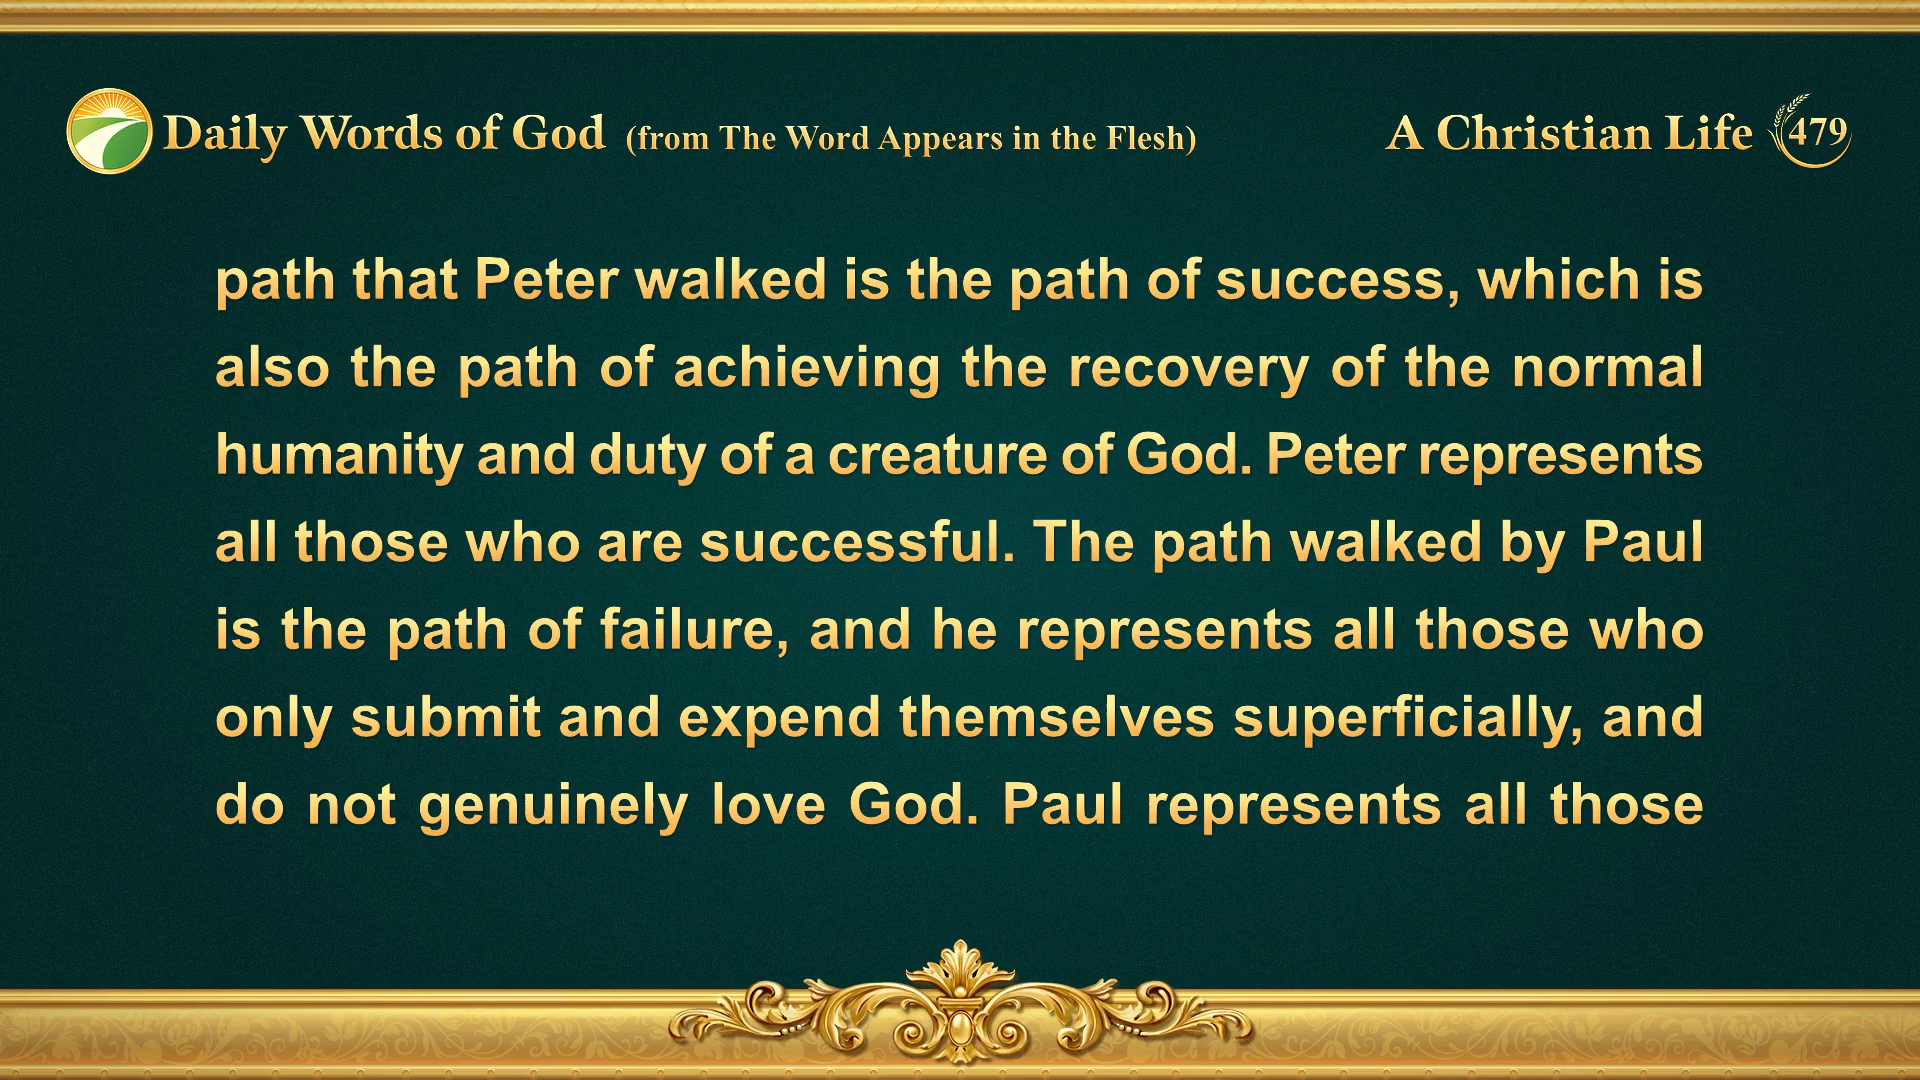 Daily Words of God (from The Word Appears in the Flesh)
A Christian Life 479
path that Peter walked is the path of success, which is
also the path of achieving the recovery of the normal
humanity and duty of a creature of God. Peter represents
all those who are successful. The path walked by Paul
is the path of failure, and he represents all those who
only submit and expend themselves superficially, and
do not genuinely love God. Paul represents all those